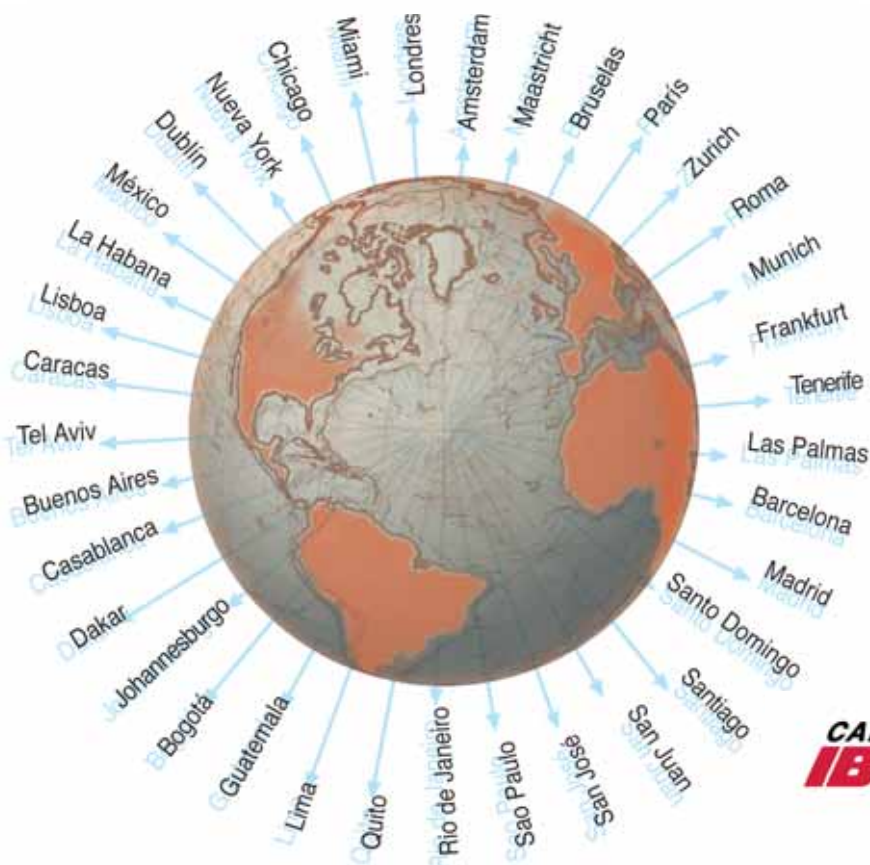 Londres
Amsterdam
Maastricht
Bruselas
París
Zurich
Roma
Munich
Frankfurt
Tenerife
Las Palmas
Barcelona
Madrid
Santo Domingo
Santiago
San Juan
San José
Sao Paulo
Rio de Janeiro
Quito
Lima
Guatemala
Bogotá
Johannesburgo
Dakar
Casablanca
Buenos Aires
Tel Aviv
Caracas
Lisboa
La Habana
México
Dublín
Nueva York
Chicago
Miami
CA
IB